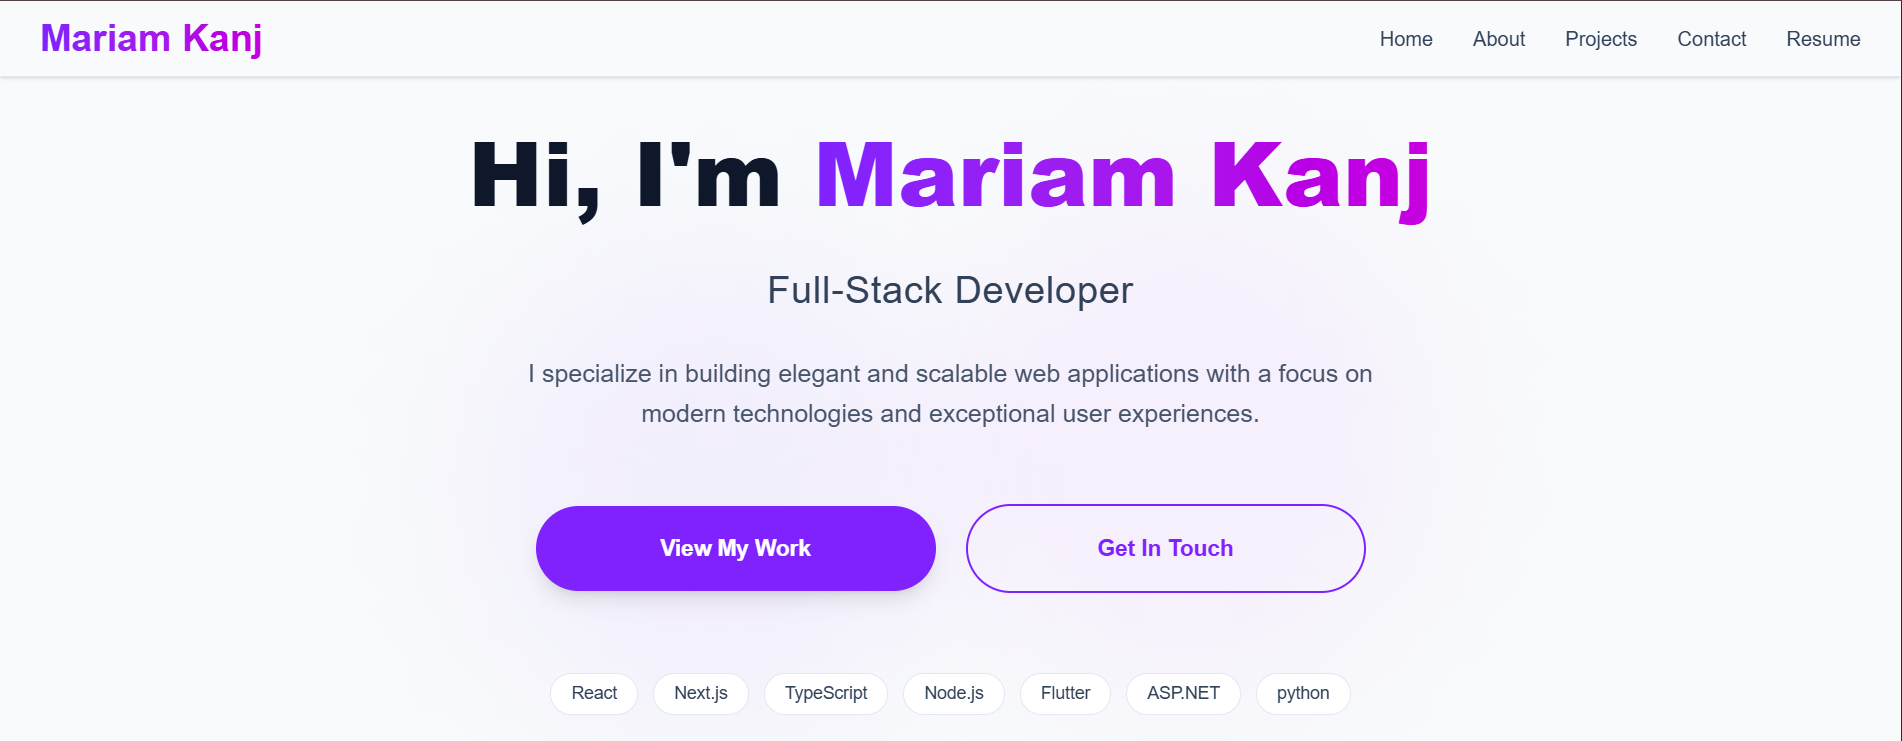 Mariam Kanj
Home About Projects Contact Resume
Hi, I'm Mariam Kanj
Full-Stack Developer
I specialize in building elegant and scalable web applications with a focus on
modern technologies and exceptional user experiences.
View My Work Get In Touch
React Next.js TypeScript Node.js Flutter ASP.NET python